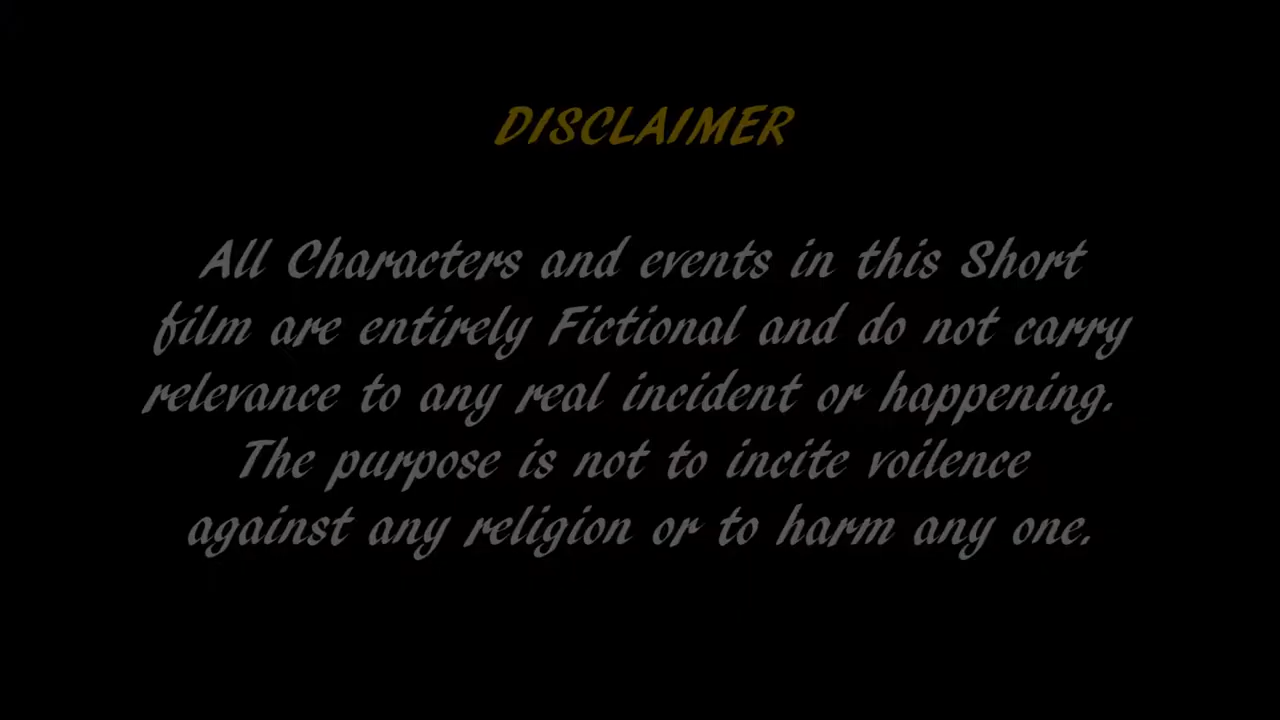 DISCLAIMER
All Characters and events in this Short
film are entirely Fictional and do not carry
relevance to any real incident or happening.
The purpose is not to incite voilence
against any religion or to harm any one.